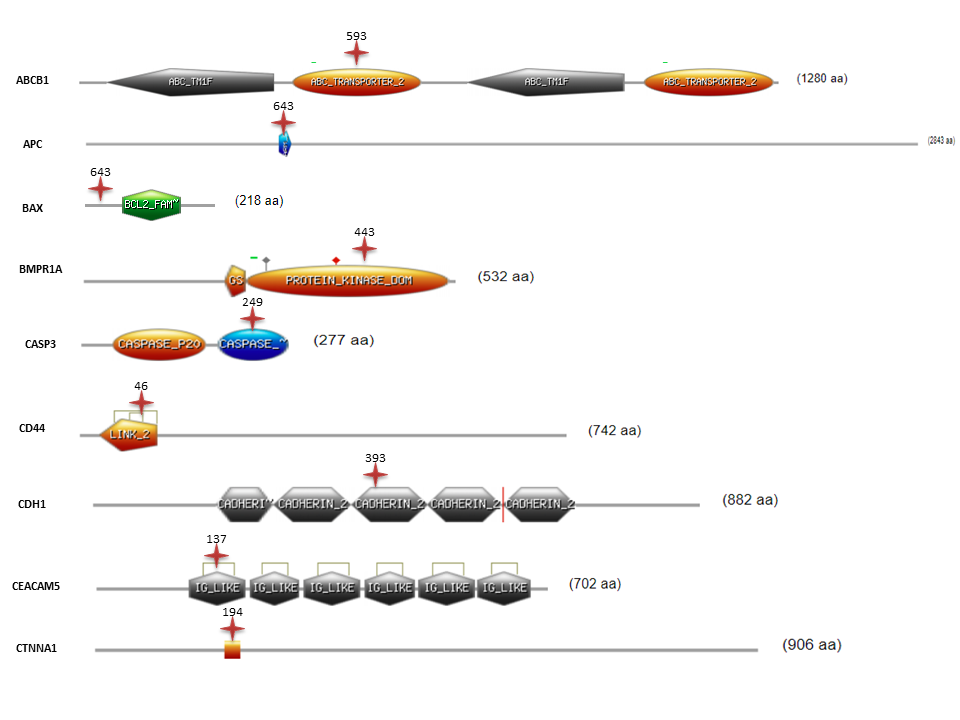 593
ABCB1 ABC_TM1F ABC_TRANSPORTER_2 ABC_TM1F ABC_TRANSPORTER_2 (1280 aa)
643
APC (2843 aa)
643
BAX BCL2_FAM~ (218 aa)
443
BMPR1A GS PROTEIN_KINASE_DOM (532 aa)
249
CASP3 CASPASE_P20 CASPASE_~ (277 aa)
46
CD44 LINK_2 (742 aa)
393
CDH1 CADHERI~ CADHERIN_2 CADHERIN_2 CADHERIN_2 CADHERIN_2 (882 aa)
137
CEACAM5 IG_LIKE IG_LIKE IG_LIKE IG_LIKE IG_LIKE IG_LIKE (702 aa)
194
CTNNA1 (906 aa)